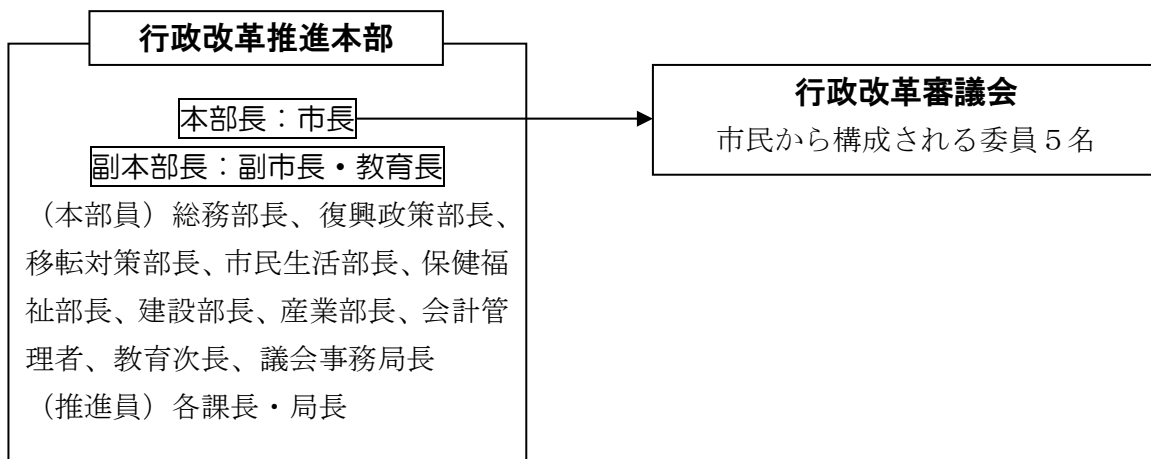 行政改革推進本部
本部長：市長
副本部長：副市長・教育長
（本部員）総務部長、復興政策部長、
移転対策部長、市民生活部長、保健福
祉部長、建設部長、産業部長、会計管
理者、教育次長、議会事務局長
（推進員）各課長・局長
行政改革審議会
市民から構成される委員５名